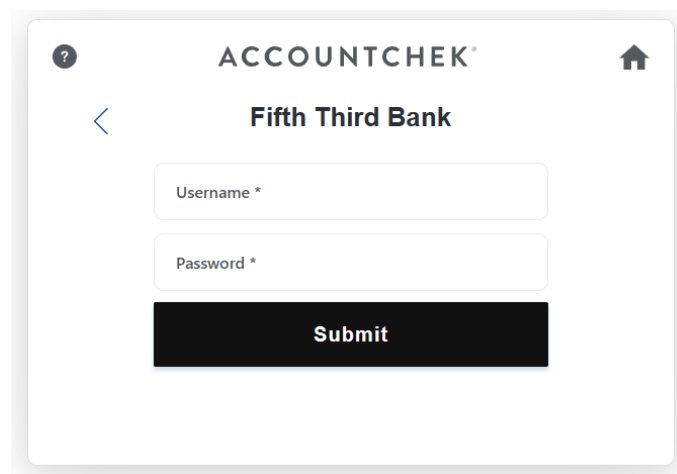 ?
ACCOUNTCHEK®
Fifth Third Bank
Username *
Password *
Submit